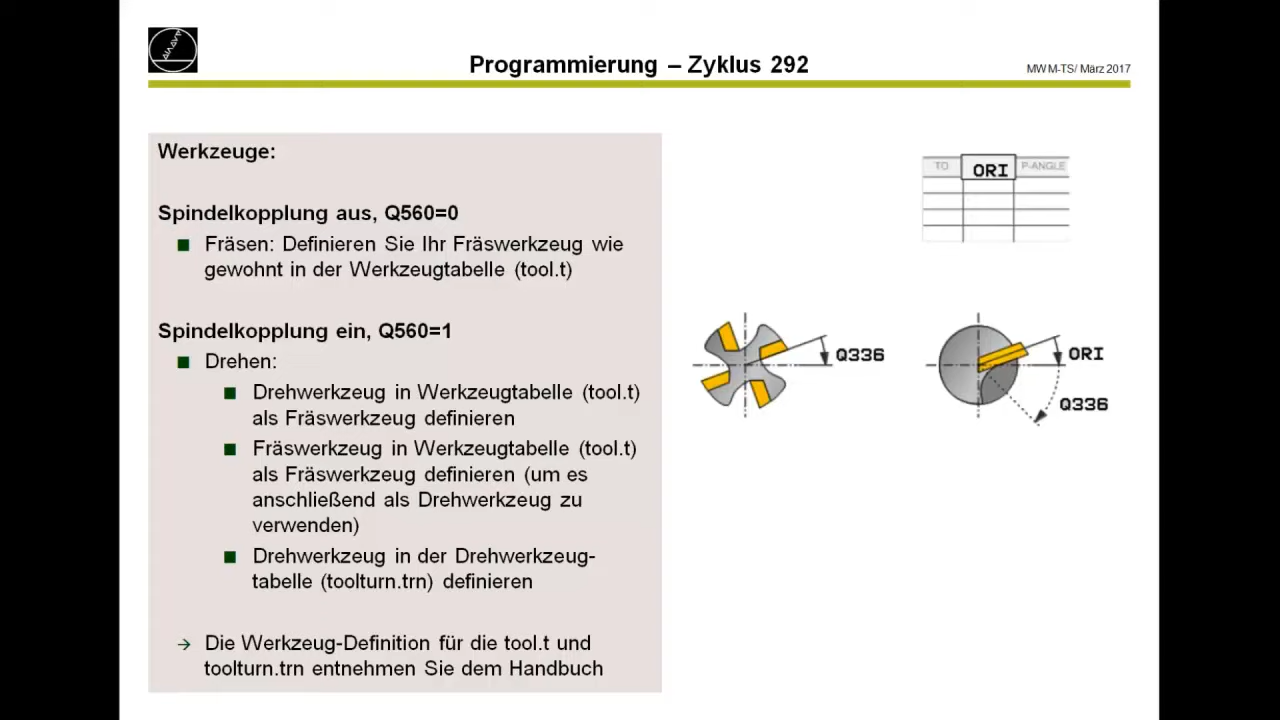 Programmierung – Zyklus 292
MWM-TS/ März 2017
Werkzeuge:
Spindelkopplung aus, Q560=0
Fräsen: Definieren Sie Ihr Fräswerkzeug wie
gewohnt in der Werkzeugtabelle (tool.t)
Spindelkopplung ein, Q560=1
Drehen:
Drehwerkzeug in Werkzeugtabelle (tool.t)
als Fräswerkzeug definieren
Fräswerkzeug in Werkzeugtabelle (tool.t)
als Fräswerkzeug definieren (um es
anschließend als Drehwerkzeug zu
verwenden)
Drehwerkzeug in der Drehwerkzeug-
tabelle (toolturn.trn) definieren
→ Die Werkzeug-Definition für die tool.t und
toolturn.trn entnehmen Sie dem Handbuch
TO ORI P-ANGLE
Q336
ORI
Q336